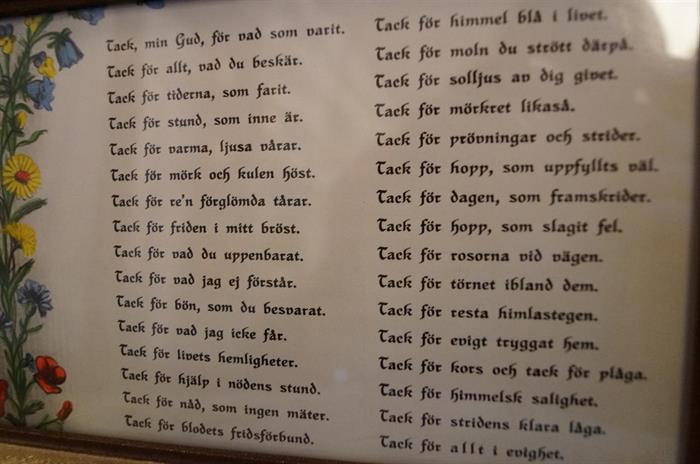 Tack, min Gud, för vad som varit.
Tack för allt, vad du beskär.
Tack för tiderna, som farit.
Tack för stund, som inne är.
Tack för varma, ljusa vårar.
Tack för mörk och kulen höst.
Tack för re'n förglömda tårar.
Tack för friden i mitt bröst.
Tack för vad du uppenbarat.
Tack för vad jag ej förstår.
Tack för bön, som du besvarat.
Tack för vad jag icke får.
Tack för livets hemligheter.
Tack för hjälp i nödens stund.
Tack för nåd, som ingen mäter.
Tack för blodets fridsförbund.
Tack för himmel blå i livet.
Tack för moln du strött därpå.
Tack för solljus av dig givet.
Tack för mörkret likaså.
Tack för prövningar och strider.
Tack för hopp, som uppfyllts väl.
Tack för dagen, som framskrider.
Tack för hopp, som slagit fel.
Tack för rosorna vid vägen.
Tack för törnet ibland dem.
Tack för resta himlastegen.
Tack för evigt tryggat hem.
Tack för kors och tack för plåga.
Tack för himmelsk salighet.
Tack för stridens klara låga.
Tack för allt i evighet.